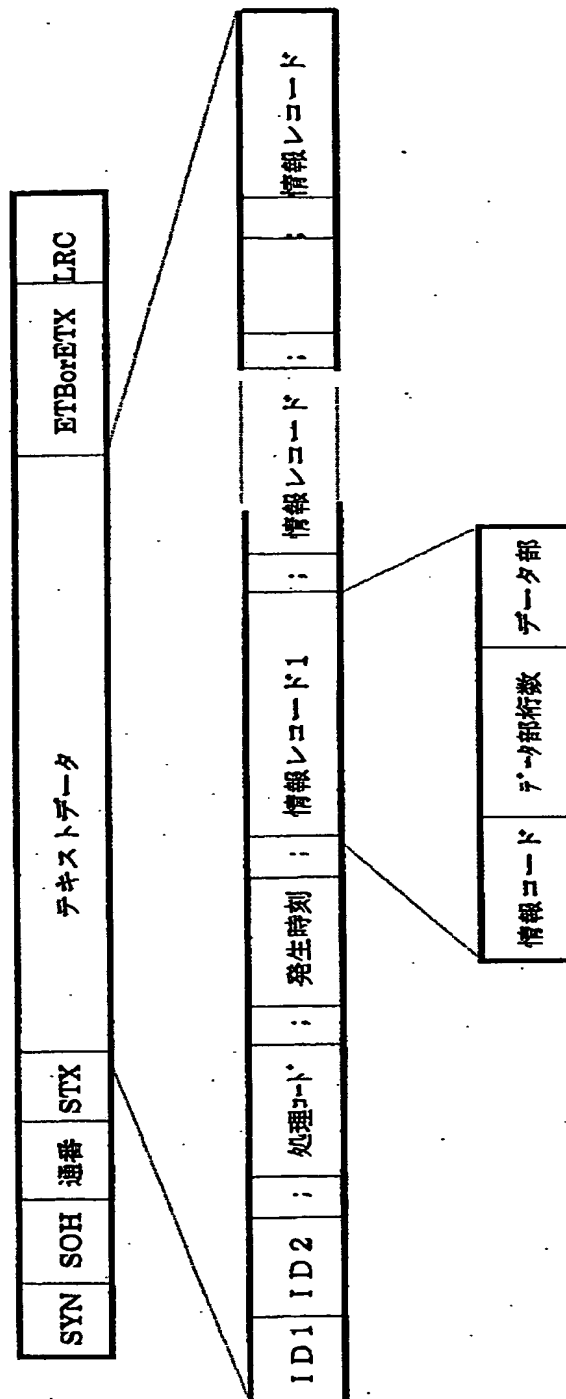 SYN SOH 通番 STX テキストデータ ETBorETX LRC
ID1 ID2 ; 処理コード ; 発生時刻 ; 情報レコード1 ; 情報レコード ; ; 情報レコード
情報コード データ部桁数 データ部